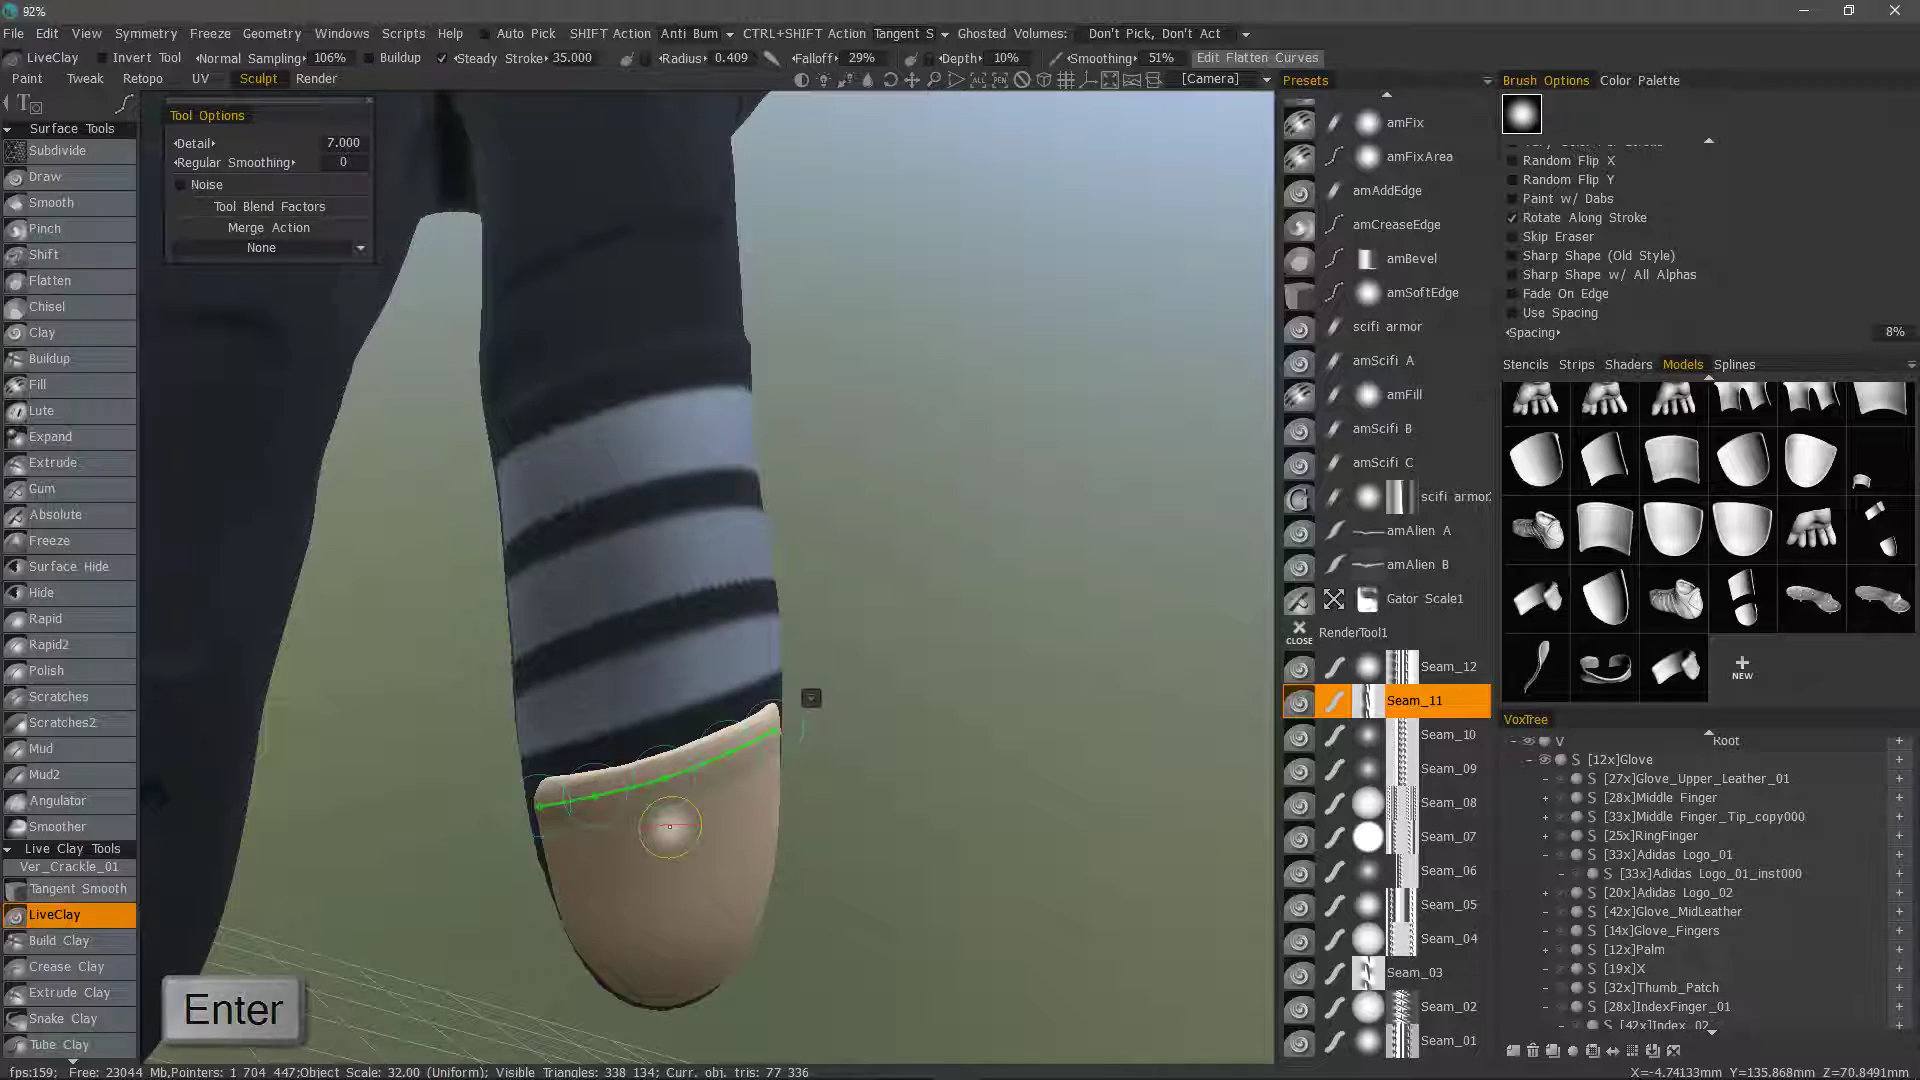 92%
File Edit View Symmetry Freeze Geometry Windows Scripts Help Auto Pick SHIFT Action Anti Bum CTRL+SHIFT Action Tangent S Ghosted Volumes: Don't Pick, Don't Act
LiveClay Invert Tool Normal Sampling 106% Buildup Steady Stroke 35.000 Radius 0.409 Falloff 29% Depth 10% Smoothing 51% Edit Flatten Curves
Paint Tweak Retopo UV Sculpt Render [Camera] Presets Brush Options Color Palette
Surface Tools
Subdivide
Draw
Smooth
Pinch
Shift
Flatten
Chisel
Clay
Buildup
Fill
Lute
Expand
Extrude
Gum
Absolute
Freeze
Surface Hide
Hide
Rapid
Rapid2
Polish
Scratches
Scratches2
Mud
Mud2
Angulator
Smoother
Live Clay Tools
Ver_Crackle_01
Tangent Smooth
LiveClay
Build Clay
Crease Clay
Extrude Clay
Snake Clay
Tube Clay
Tool Options
Detail 7.000
Regular Smoothing 0
Noise
Tool Blend Factors
Merge Action
None
Enter
amFix
amFixArea
amAddEdge
amCreaseEdge
amBevel
amSoftEdge
scifi armor
amScifi A
amFill
amScifi B
amScifi C
G scifi armor
amAlien A
amAlien B
Gator Scale1
CLOSE RenderTool1
Seam_12
Seam_11
Seam_10
Seam_09
Seam_08
Seam_07
Seam_06
Seam_05
Seam_04
Seam_03
Seam_02
Seam_01
Random Flip X
Random Flip Y
Paint w/ Dabs
Rotate Along Stroke
Skip Eraser
Sharp Shape (Old Style)
Sharp Shape w/ All Alphas
Fade On Edge
Use Spacing
Spacing 8%
Stencils Strips Shaders Models Splines
NEW
VoxTree
V Root
S [12x]Glove
S [27x]Glove_Upper_Leather_01
S [28x]Middle Finger
S [33x]Middle Finger_Tip_copy000
S [25x]RingFinger
S [33x]Adidas Logo_01
S [33x]Adidas Logo_01_inst000
S [20x]Adidas Logo_02
S [42x]Glove_MidLeather
S [14x]Glove_Fingers
S [12x]Palm
S [19x]X
S [32x]Thumb_Patch
S [28x]IndexFinger_01
S [42x]Index_02
fps:159; Free: 23044 Mb,Pointers: 1 704 447;Object Scale: 32.00 (Uniform); Visible Triangles: 338 134; Curr. obj. tris: 77 336
X=-4.74133mm Y=135.868mm Z=70.8491mm